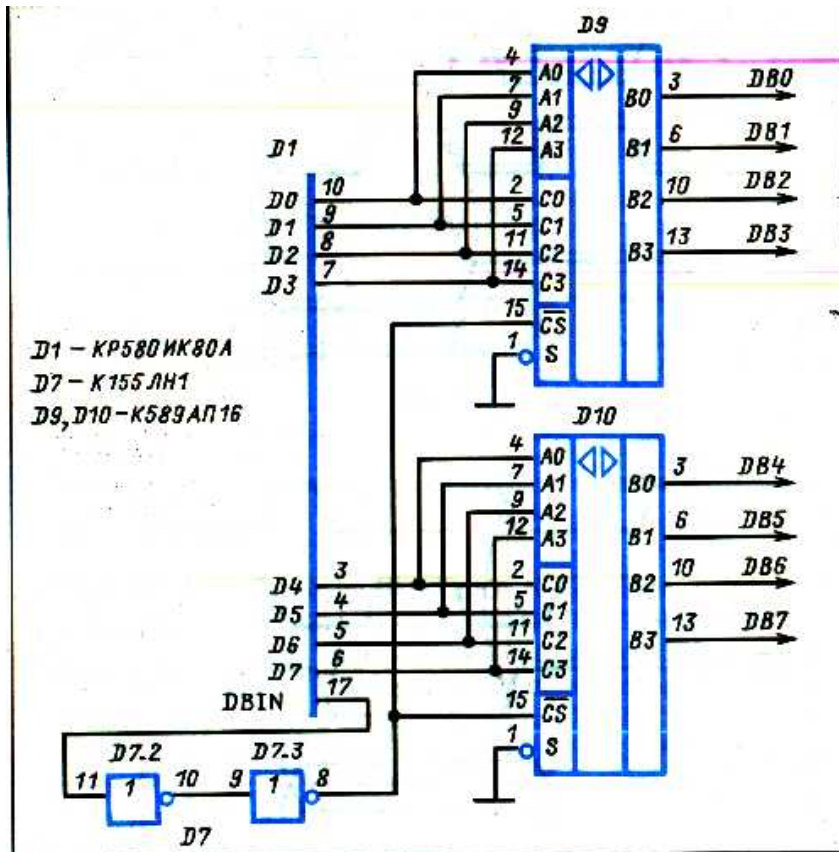 D9
4 A0
7 A1
9 A2
12 A3
2 C0
5 C1
11 C2
14 C3
15 CS
1 S
B0 3 DB0
B1 6 DB1
B2 10 DB2
B3 13 DB3
D1
D0 10
D1 9
D2 8
D3 7
D1 – КР580ИК80А
D7 – К155ЛН1
D9, D10 – К589АП16
D10
4 A0
7 A1
9 A2
12 A3
2 C0
5 C1
11 C2
14 C3
15 CS
1 S
B0 3 DB4
B1 6 DB5
B2 10 DB6
B3 13 DB7
D4 3
D5 4
D6 5
D7 6
DBIN 17
D7.2 D7.3
11 1 10 9 1 8
D7